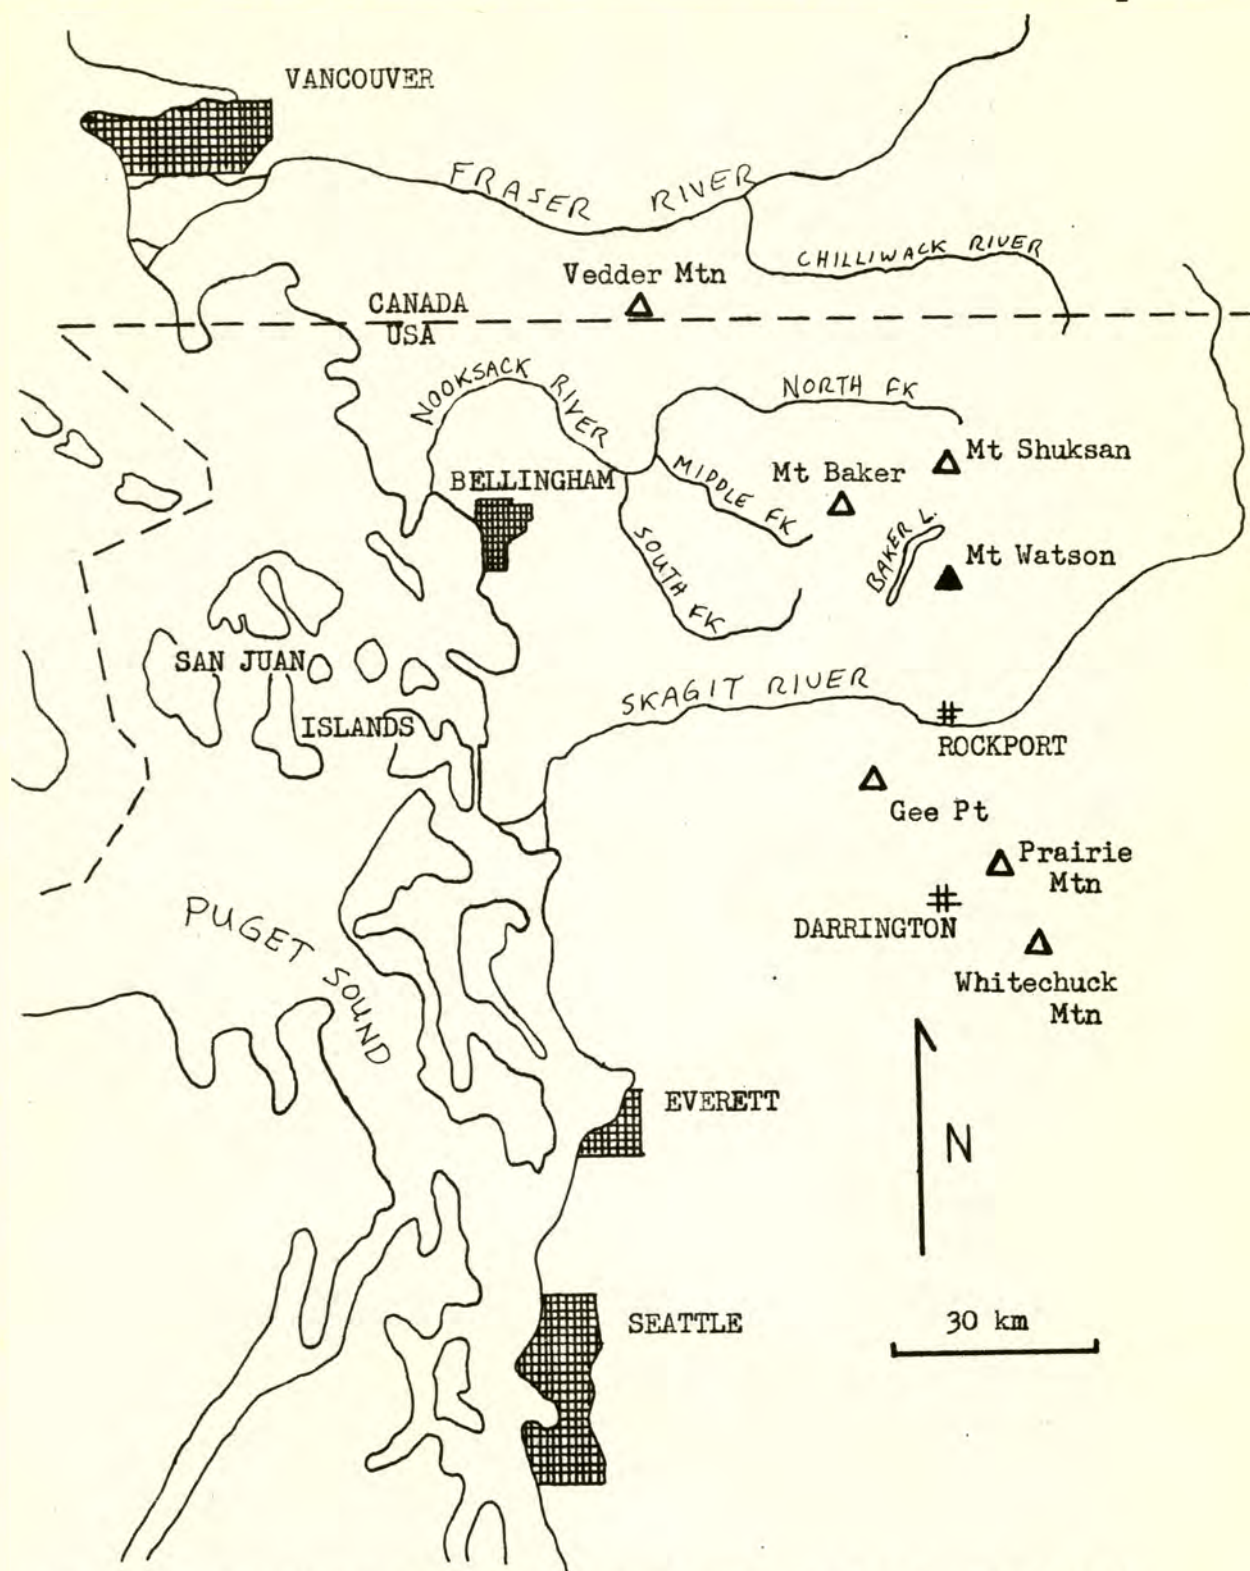 VANCOUVER
FRASER RIVER
CHILLIWACK RIVER
Vedder Mtn
CANADA
USA
NOOKSACK RIVER
NORTH FK
Mt Shuksan
BELLINGHAM
MIDDLE FK
Mt Baker
SOUTH FK
BAKER L.
Mt Watson
SAN JUAN
ISLANDS
SKAGIT RIVER
ROCKPORT
Gee Pt
Prairie
Mtn
DARRINGTON
Whitechuck
Mtn
PUGET SOUND
EVERETT
N
SEATTLE
30 km